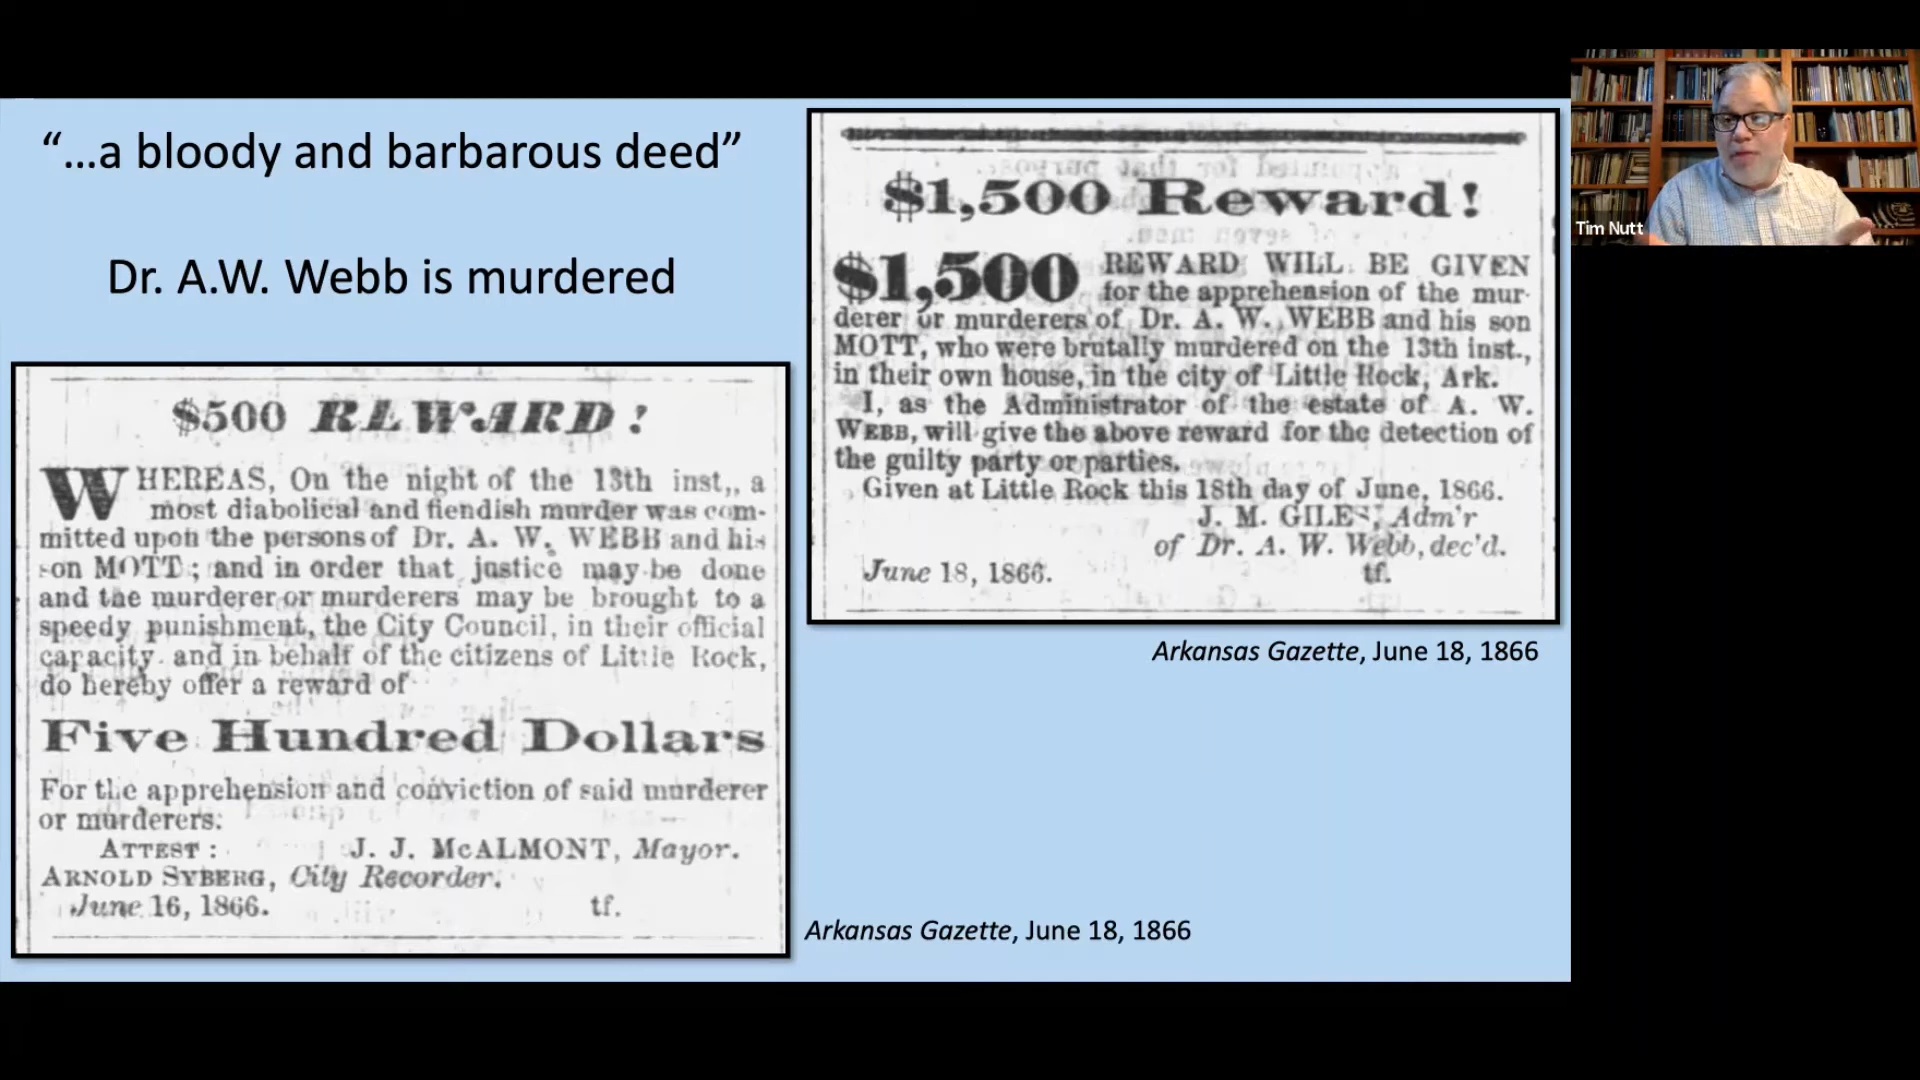 “...a bloody and barbarous deed”
Dr. A.W. Webb is murdered
$500 REWARD!
WHEREAS, On the night of the 13th inst,, a
most diabolical and fiendish murder was com-
mitted upon the persons of Dr. A. W. WEBB and his
son MOTT; and in order that justice may be done
and the murderer or murderers may be brought to a
speedy punishment, the City Council, in their official
capacity and in behalf of the citizens of Little Rock,
do hereby offer a reward of
Five Hundred Dollars
For the apprehension and conviction of said murderer
or murderers.
ATTEST: J. J. McALMONT, Mayor.
ARNOLD SYBERG, City Recorder.
June 16, 1866. tf.
Arkansas Gazette, June 18, 1866
$1,500 Reward!
$1,500 REWARD WILL BE GIVEN
for the apprehension of the mur-
derer or murderers of Dr. A. W. WEBB and his son
MOTT, who were brutally murdered on the 13th inst.,
in their own house, in the city of Little Rock, Ark.
I, as the Administrator of the estate of A. W.
WEBB, will give the above reward for the detection of
the guilty party or parties.
Given at Little Rock this 18th day of June, 1866.
J. M. GILES, Adm'r
of Dr. A. W. Webb, dec'd.
June 18, 1866. tf.
Arkansas Gazette, June 18, 1866
Tim Nutt